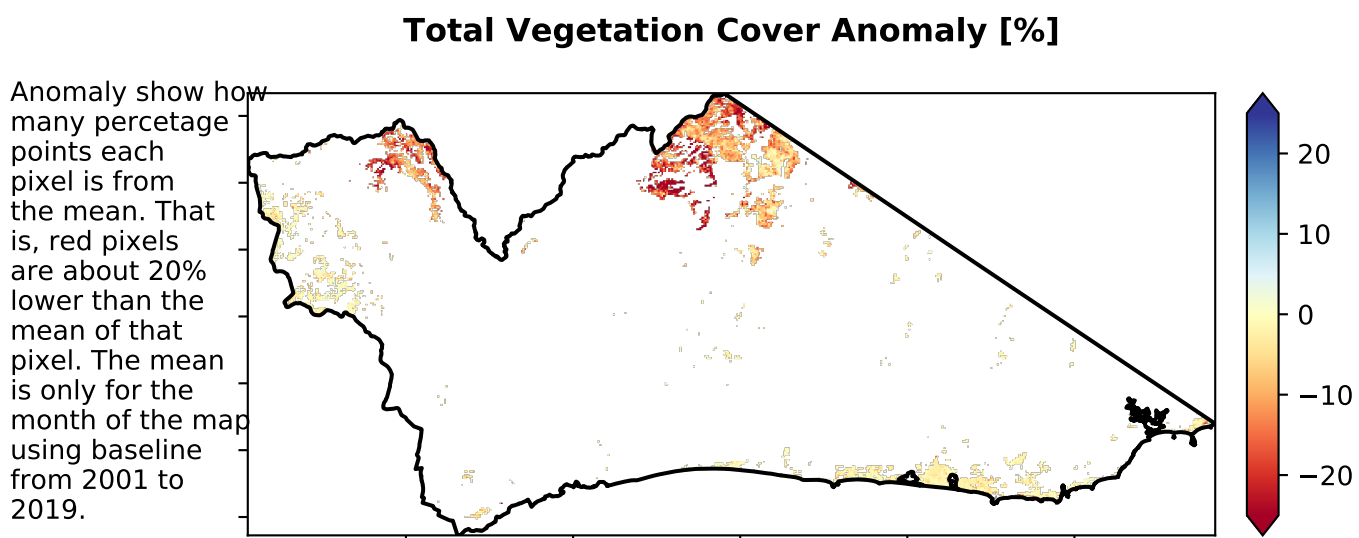 Total Vegetation Cover Anomaly [%]
Anomaly show how
many percetage
points each
pixel is from
the mean. That
is, red pixels
are about 20%
lower than the
mean of that
pixel. The mean
is only for the
month of the map
using baseline
from 2001 to
2019.
20
10
0
−10
−20